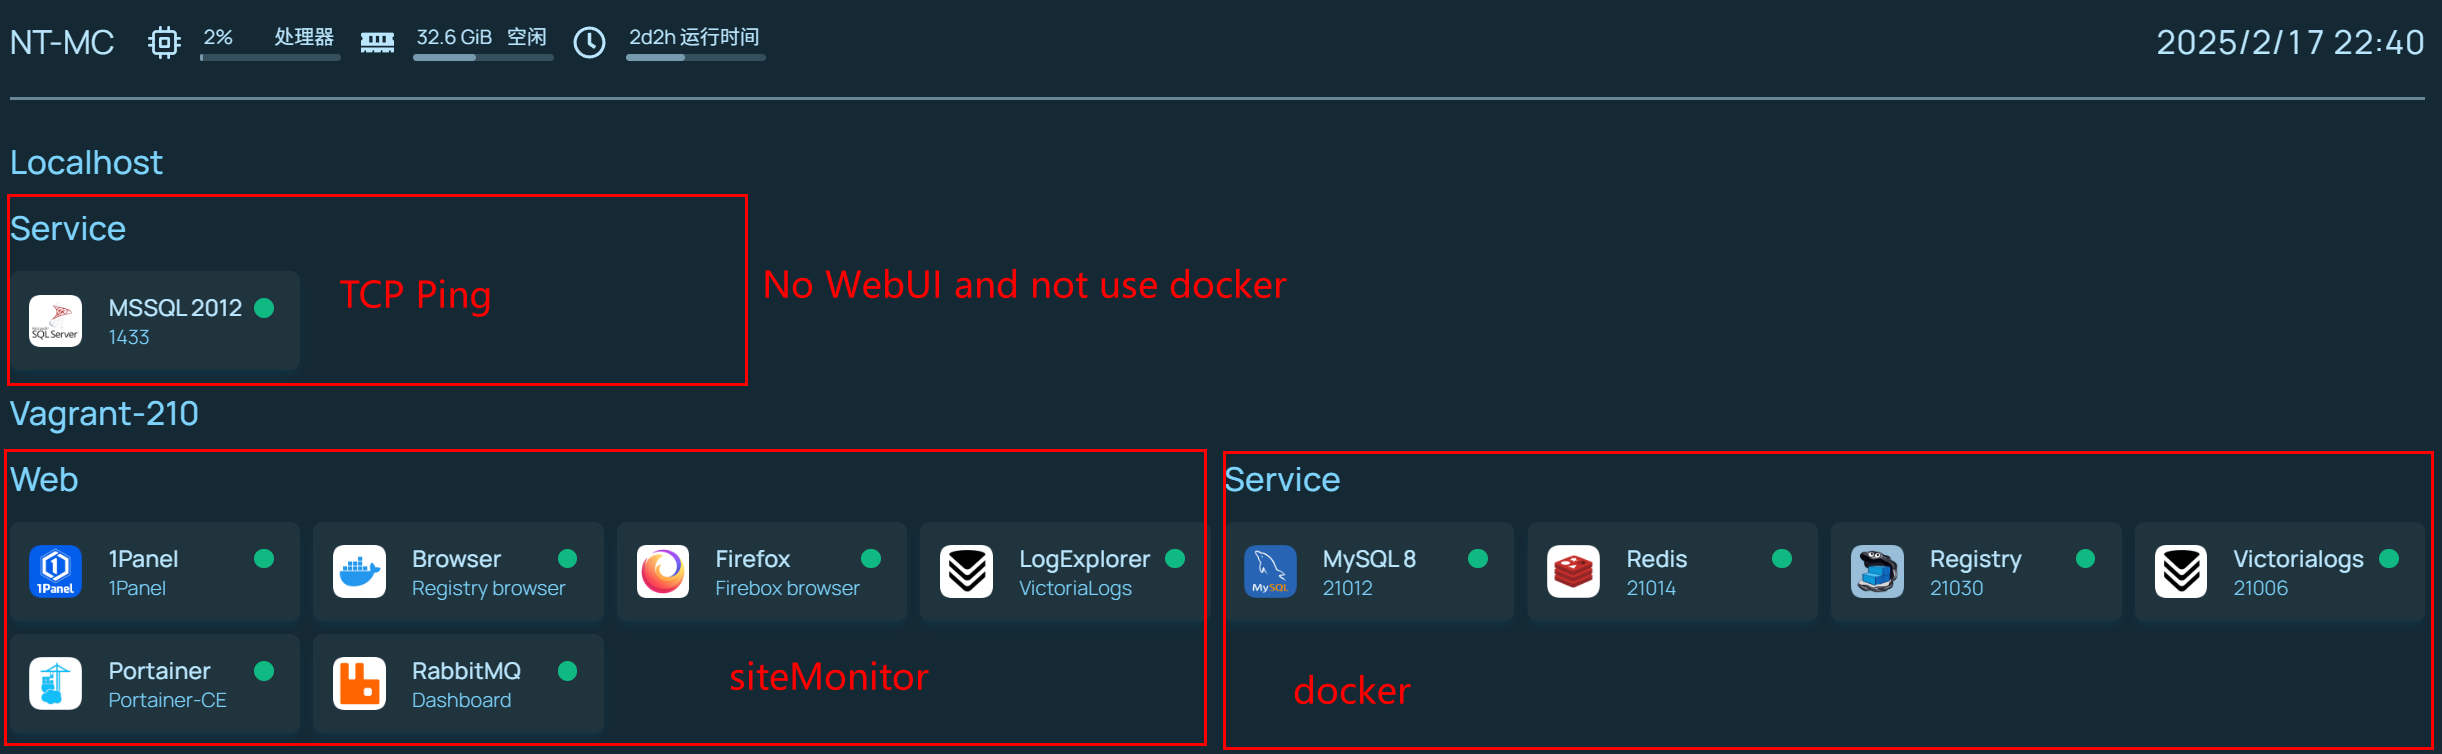 NT-MC
2% 处理器
32.6 GiB 空闲
2d2h 运行时间
2025/2/17 22:40
Localhost
Service
MSSQL 2012
1433
SQL Server
TCP Ping
No WebUI and not use docker
Vagrant-210
Web
1Panel
1Panel
1Panel
Browser
Registry browser
Firefox
Firebox browser
LogExplorer
VictoriaLogs
Portainer
Portainer-CE
RabbitMQ
Dashboard
siteMonitor
Service
MySQL 8
21012
MySQL
Redis
21014
Registry
21030
Victorialogs
21006
docker